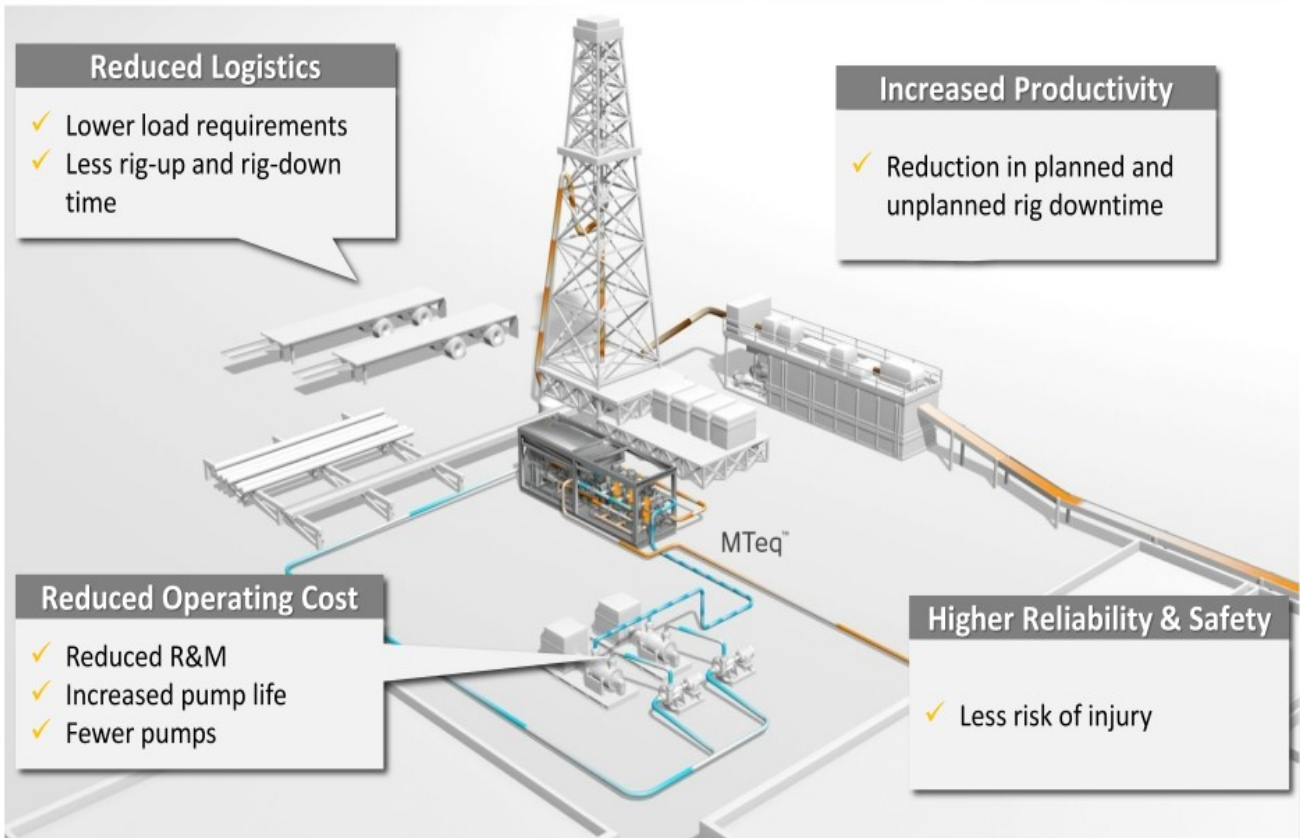 Reduced Logistics
✓ Lower load requirements
✓ Less rig-up and rig-down
time
Increased Productivity
✓ Reduction in planned and
unplanned rig downtime
MTeq™
Reduced Operating Cost
✓ Reduced R&M
✓ Increased pump life
✓ Fewer pumps
Higher Reliability & Safety
✓ Less risk of injury